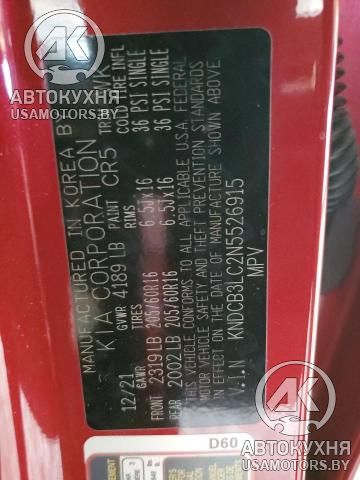 АВТОКУХНЯ
USAMOTORS.BY
MANUFACTURED IN KOREA B
KIA CORPORATION
12/21 GVWR 4189 LB PAINT CR5
GAWR TIRES RIMS COLD TIRE INFL
FRONT 2319 LB 205/60R16 6.5JX16 36 PSI SINGLE
REAR 2002 LB 205/60R16 6.5JX16 36 PSI SINGLE
THIS VEHICLE CONFORMS TO ALL APPLICABLE U.S.A. FEDERAL
MOTOR VEHICLE SAFETY AND THEFT PREVENTION STANDARDS
IN EFFECT ON THE DATE OF MANUFACTURE SHOWN ABOVE
V.I.N KNDCB3LC2N5526915
MPV
D60
АВТОКУХНЯ
USAMOTORS.BY